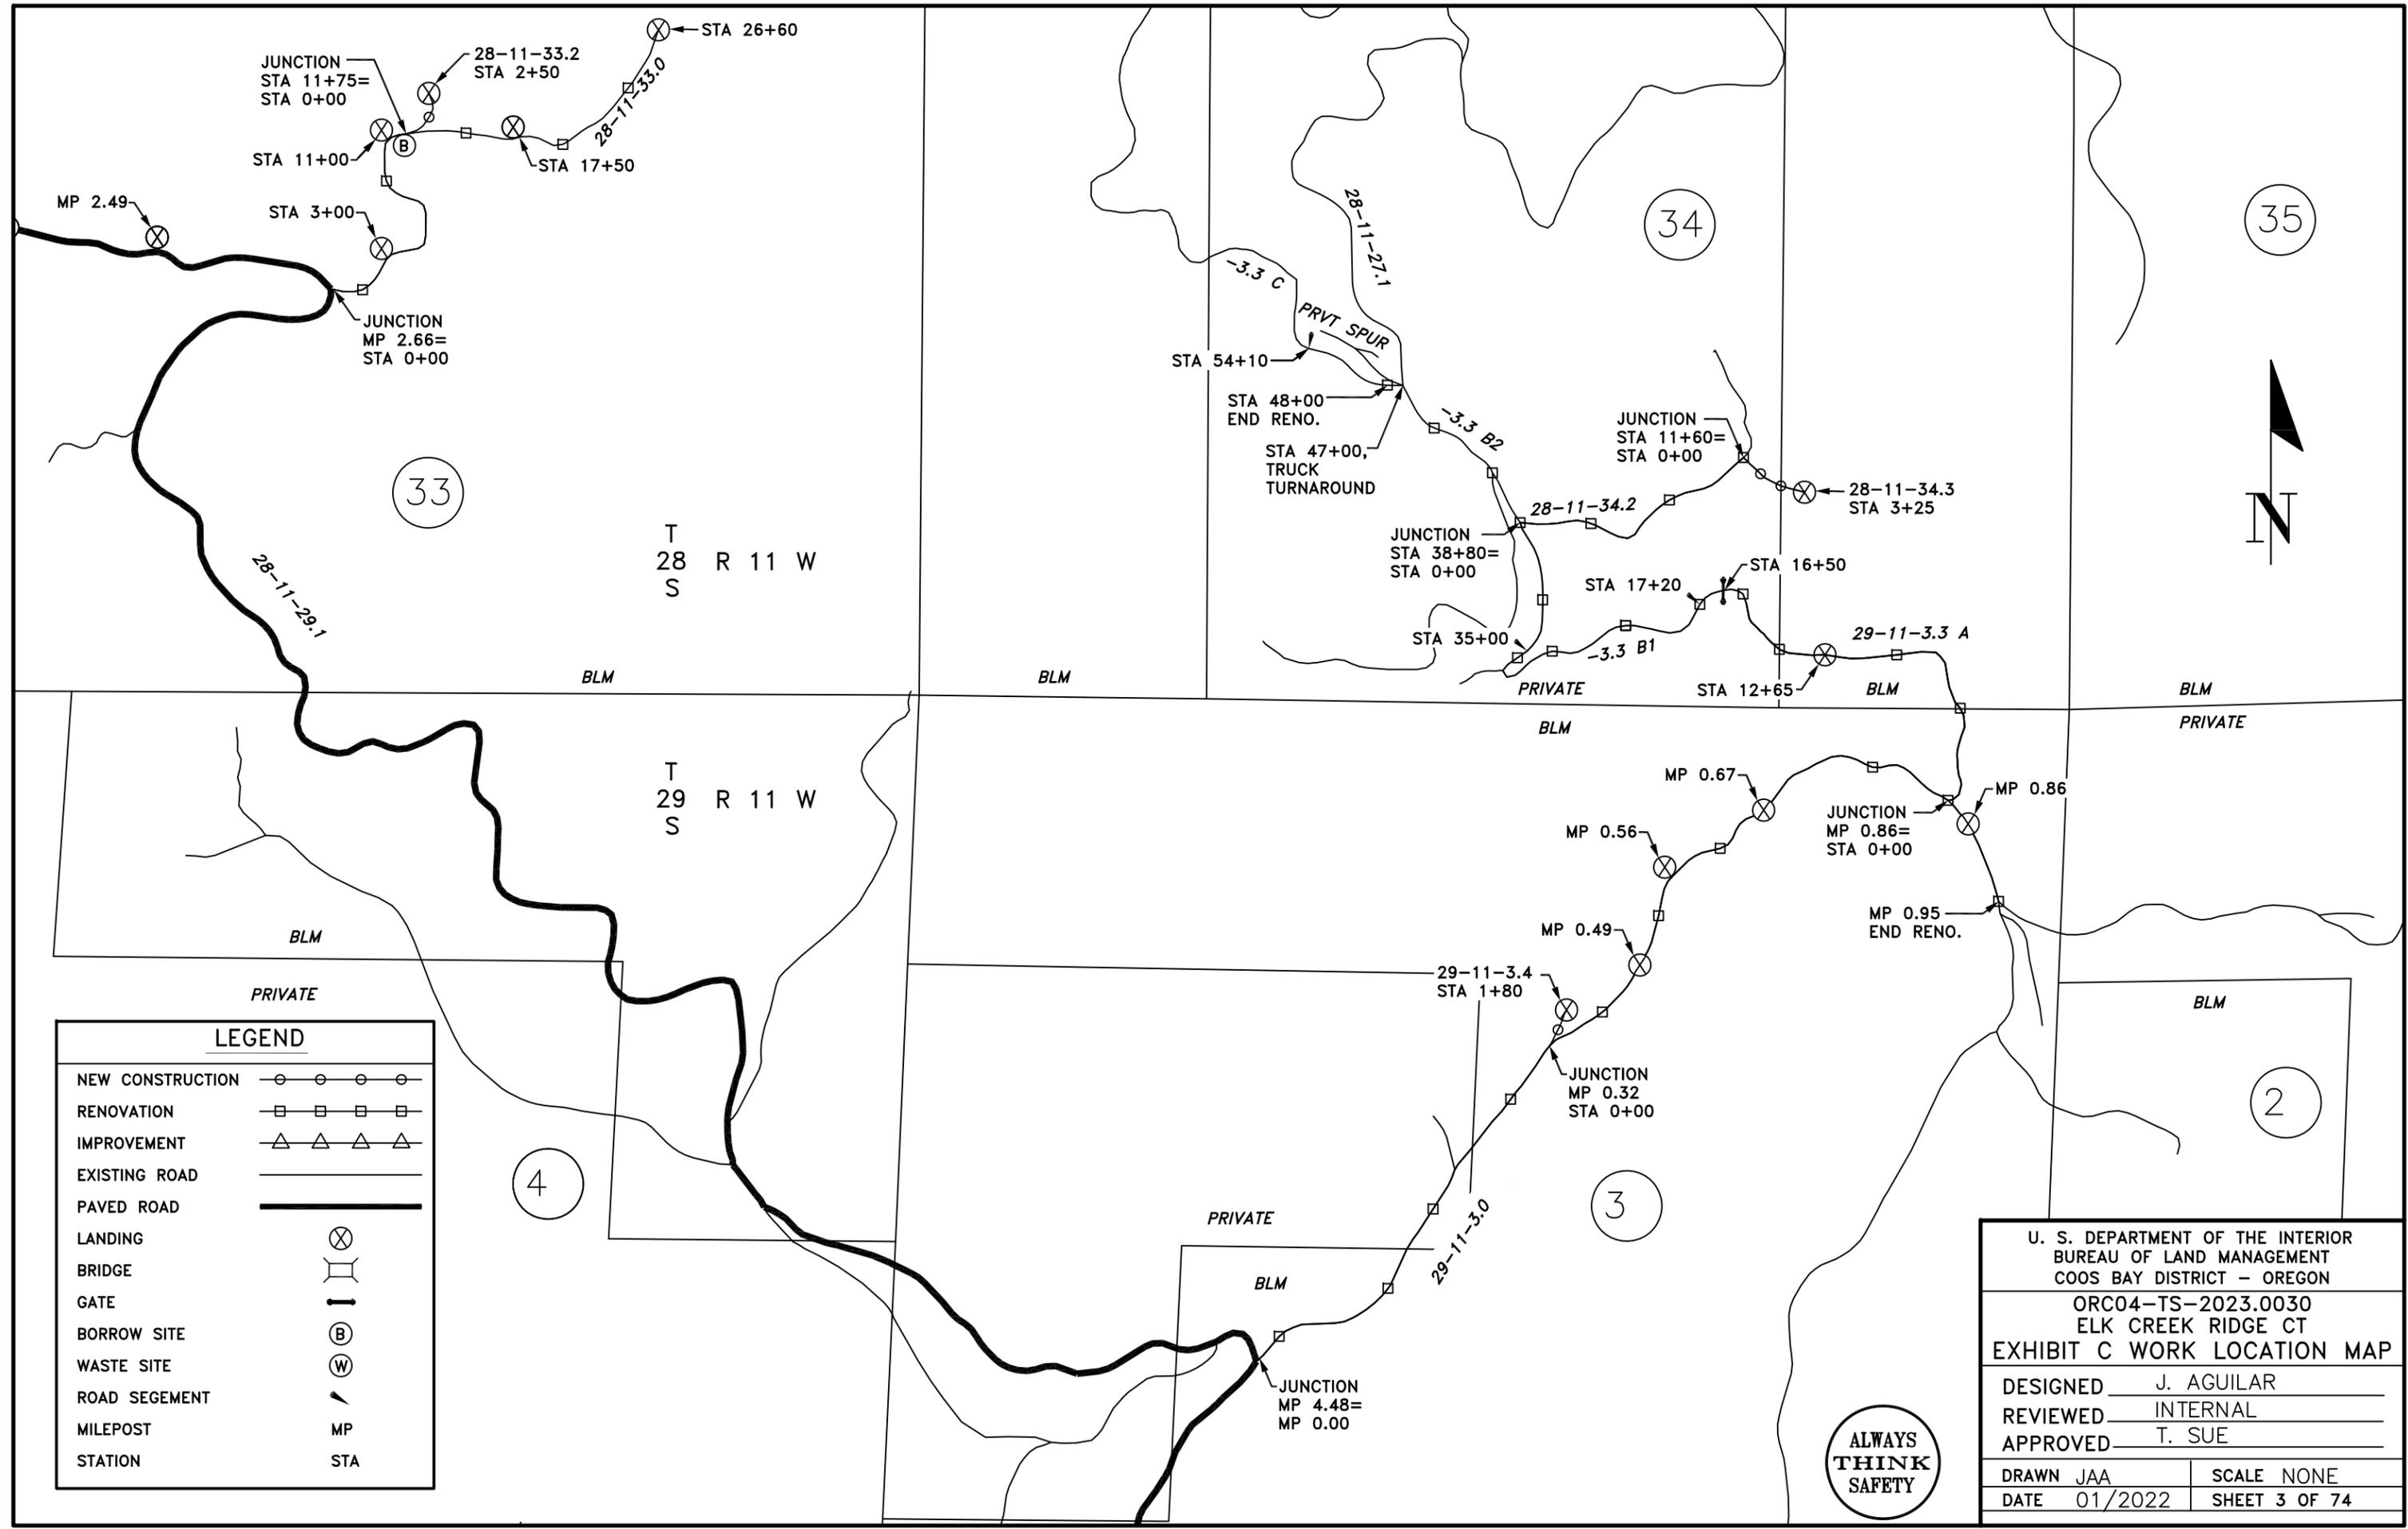 STA 26+60
28-11-33.2
STA 2+50
JUNCTION
STA 11+75=
STA 0+00
28-11-33.0
B
STA 11+00
STA 17+50
MP 2.49
STA 3+00
JUNCTION
MP 2.66=
STA 0+00
33
T
28 R 11 W
S
28-11-29.1
BLM
BLM
34
35
28-11-27.1
-3.3 C
PRVT SPUR
STA 54+10
STA 48+00
END RENO.
STA 47+00,
TRUCK
TURNAROUND
-3.3 B2
JUNCTION
STA 11+60=
STA 0+00
28-11-34.3
STA 3+25
28-11-34.2
JUNCTION
STA 38+80=
STA 0+00
STA 16+50
STA 17+20
STA 35+00
-3.3 B1
29-11-3.3 A
STA 12+65
PRIVATE
BLM
BLM
N
BLM
PRIVATE
T
29 R 11 W
S
MP 0.67
MP 0.86
MP 0.56
JUNCTION
MP 0.86=
STA 0+00
MP 0.49
MP 0.95
END RENO.
29-11-3.4
STA 1+80
JUNCTION
MP 0.32
STA 0+00
BLM
PRIVATE
BLM
2
4
3
PRIVATE
29-11-3.0
BLM
JUNCTION
MP 4.48=
MP 0.00
LEGEND
NEW CONSTRUCTION
RENOVATION
IMPROVEMENT
EXISTING ROAD
PAVED ROAD
LANDING
BRIDGE
GATE
BORROW SITE B
WASTE SITE W
ROAD SEGEMENT
MILEPOST MP
STATION STA
ALWAYS
THINK
SAFETY
U. S. DEPARTMENT OF THE INTERIOR
BUREAU OF LAND MANAGEMENT
COOS BAY DISTRICT - OREGON
ORC04-TS-2023.0030
ELK CREEK RIDGE CT
EXHIBIT C WORK LOCATION MAP
DESIGNED J. AGUILAR
REVIEWED INTERNAL
APPROVED T. SUE
DRAWN JAA SCALE NONE
DATE 01/2022 SHEET 3 OF 74